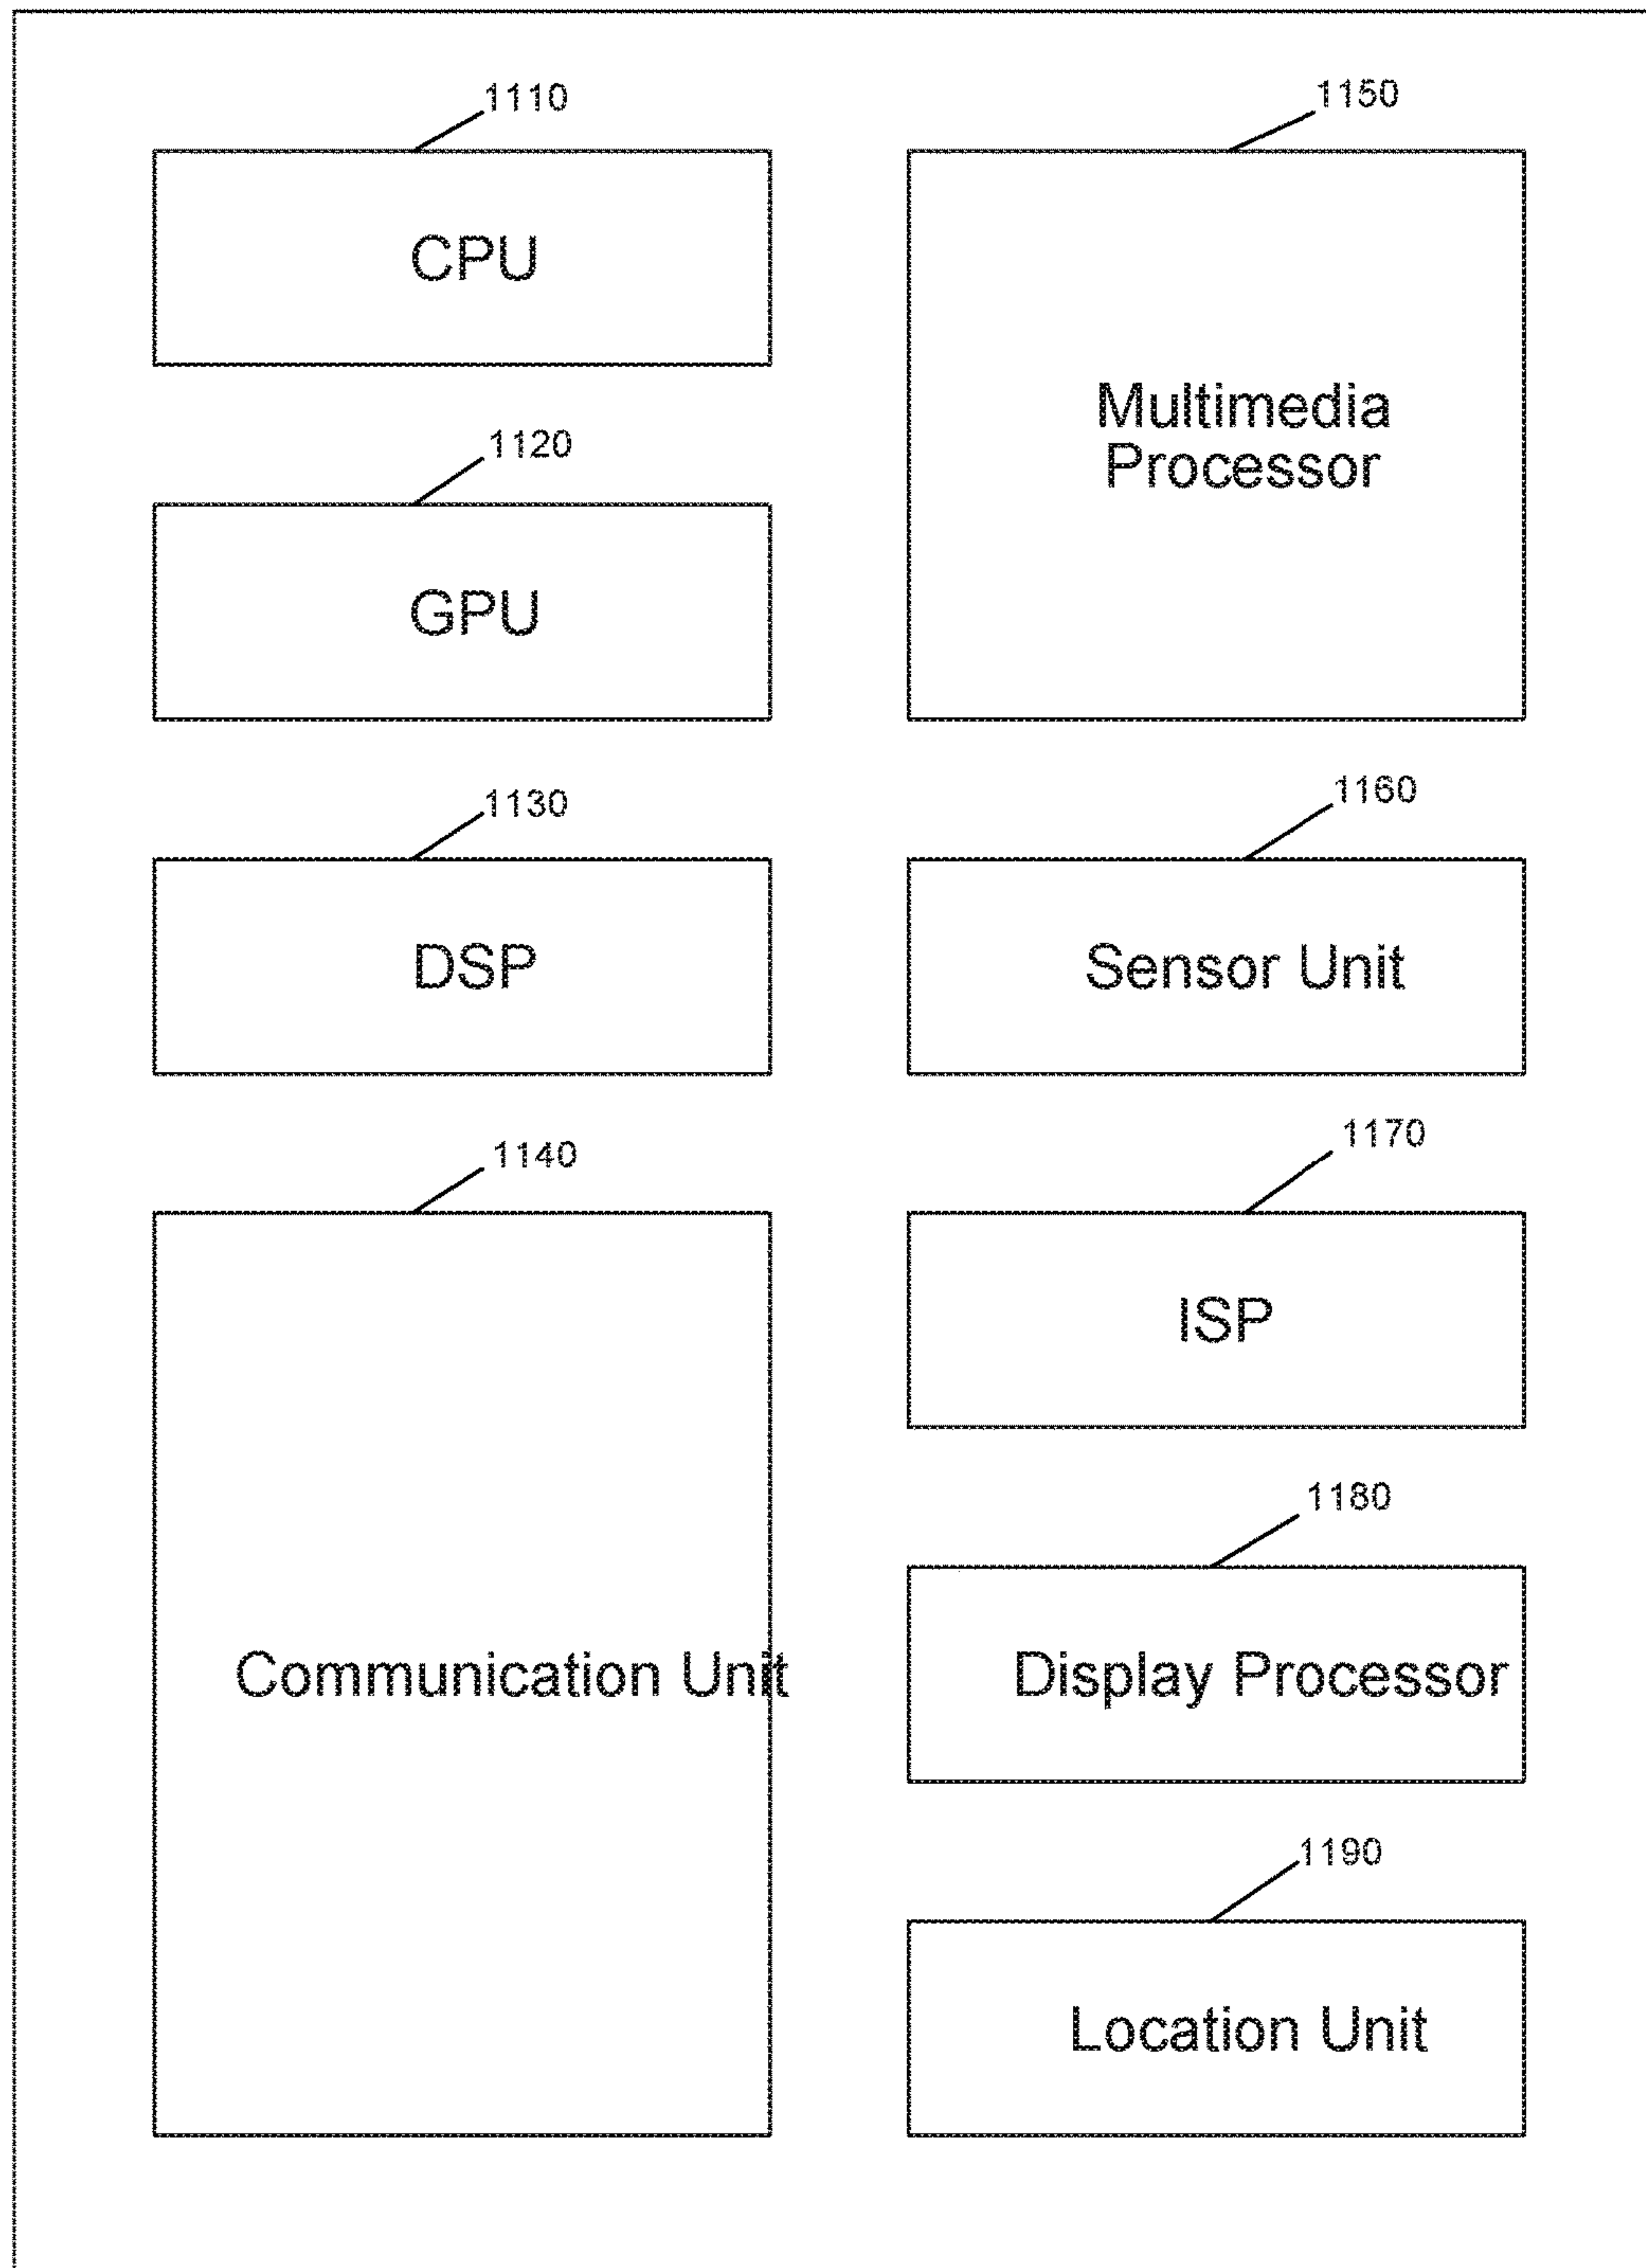 1110
CPU
1120
GPU
1130
DSP
1140
Communication Unit
1150
Multimedia
Processor
1160
Sensor Unit
1170
ISP
1180
Display Processor
1190
Location Unit